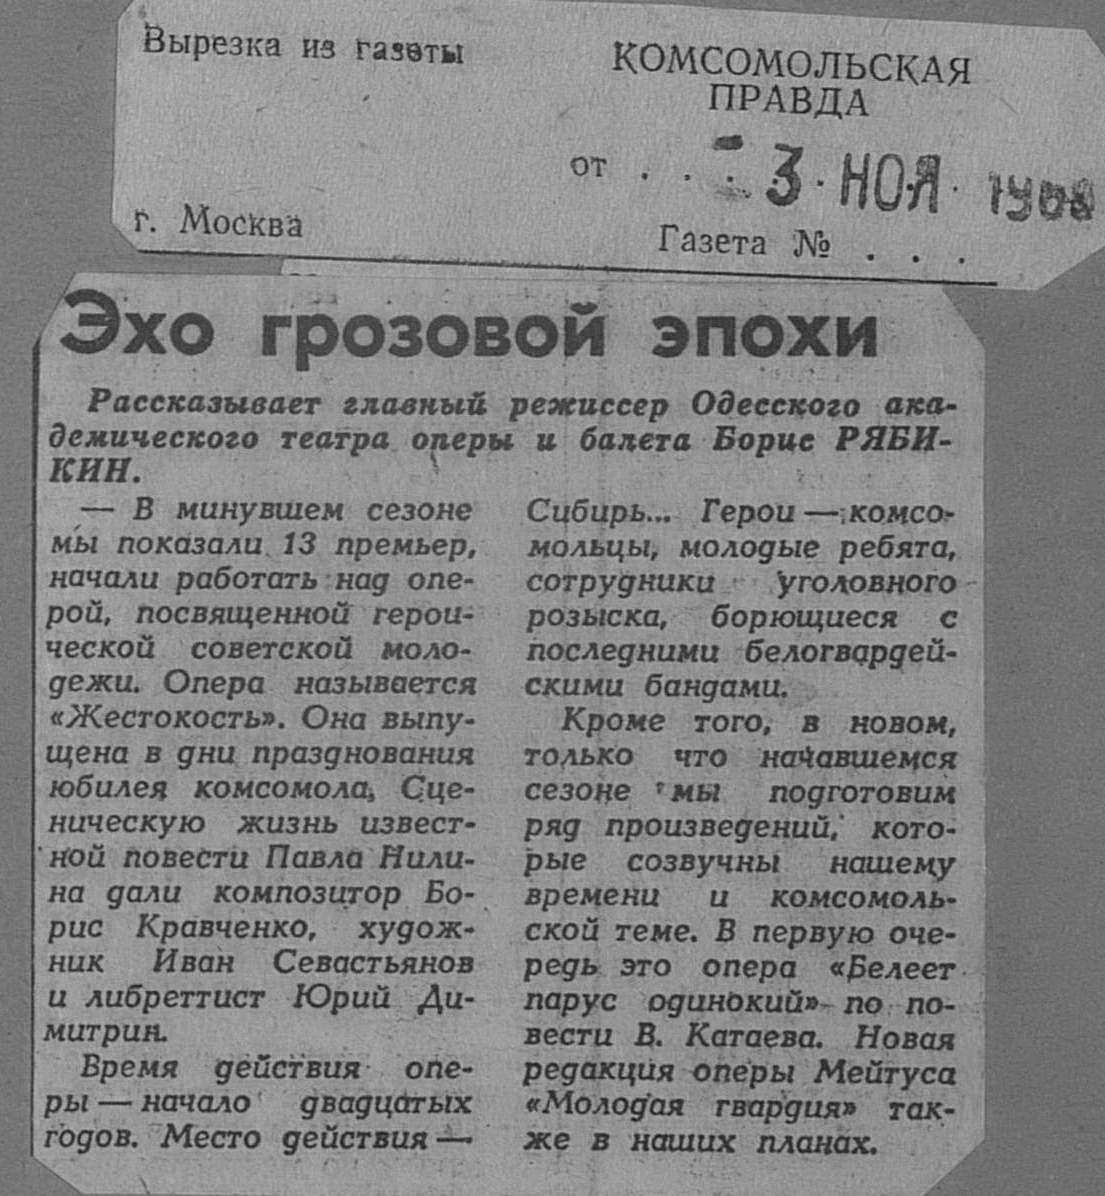 Вырезка из газеты
КОМСОМОЛЬСКАЯ
ПРАВДА
от . . . 3 · НОЯ · 1968
г. Москва
Газета № . . .
Эхо грозовой эпохи
Рассказывает главный режиссер Одесского ака-
демического театра оперы и балета Борис РЯБИ-
КИН.
— В минувшем сезоне
мы показали 13 премьер,
начали работать над опе-
рой, посвященной герои-
ческой советской моло-
дежи. Опера называется
«Жестокость». Она выпу-
щена в дни празднования
юбилея комсомола. Сце-
ническую жизнь извест-
ной повести Павла Нили-
на дали композитор Бо-
рис Кравченко, худож-
ник Иван Севастьянов
и либреттист Юрий Ди-
митрин.
Время действия опе-
ры — начало двадцатых
годов. Место действия —
Сибирь... Герои — комсо-
мольцы, молодые ребята,
сотрудники уголовного
розыска, борющиеся с
последними белогвардей-
скими бандами.
Кроме того, в новом,
только что начавшемся
сезоне мы подготовим
ряд произведений, кото-
рые созвучны нашему
времени и комсомоль-
ской теме. В первую оче-
редь это опера «Белеет
парус одинокий» по по-
вести В. Катаева. Новая
редакция оперы Мейтуса
«Молодая гвардия» так-
же в наших планах.